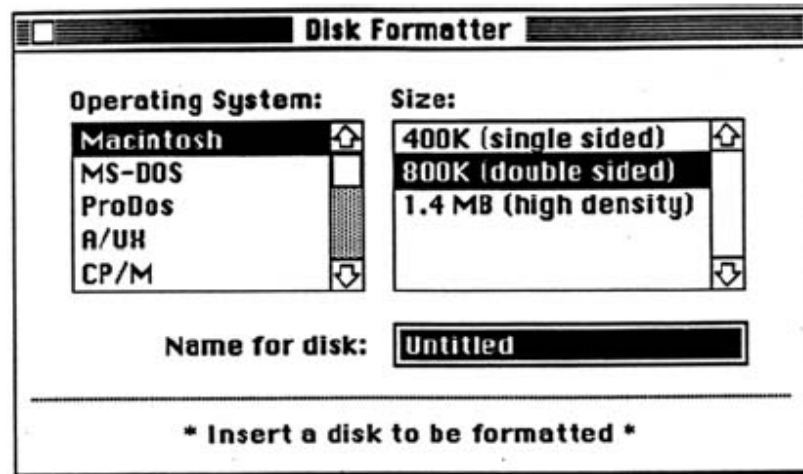 Disk Formatter
Operating System:
Macintosh
MS-DOS
ProDos
A/UX
CP/M
Size:
400K (single sided)
800K (double sided)
1.4 MB (high density)
Name for disk: Untitled
* Insert a disk to be formatted *